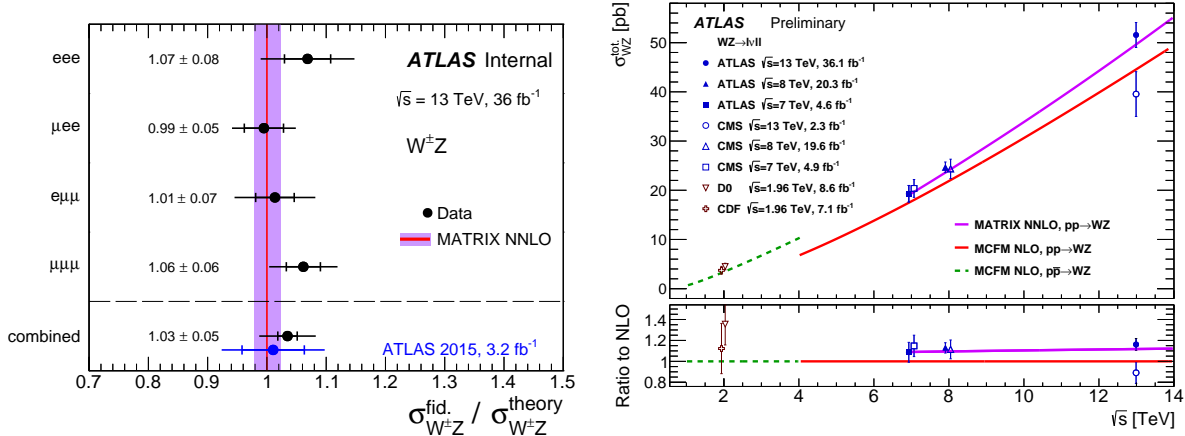 eee
1.07 ± 0.08
ATLAS Internal
√s = 13 TeV, 36 fb⁻¹
μee
0.99 ± 0.05
W±Z
eμμ
1.01 ± 0.07
Data
MATRIX NNLO
μμμ
1.06 ± 0.06
combined
1.03 ± 0.05
ATLAS 2015, 3.2 fb⁻¹
0.7 0.8 0.9 1 1.1 1.2 1.3 1.4 1.5
σ^fid._W±Z / σ^theory_W±Z
σ^tot._WZ [pb]
50
40
30
20
10
0
ATLAS Preliminary
WZ→lνll
ATLAS √s=13 TeV, 36.1 fb⁻¹
ATLAS √s=8 TeV, 20.3 fb⁻¹
ATLAS √s=7 TeV, 4.6 fb⁻¹
CMS √s=13 TeV, 2.3 fb⁻¹
CMS √s=8 TeV, 19.6 fb⁻¹
CMS √s=7 TeV, 4.9 fb⁻¹
D0 √s=1.96 TeV, 8.6 fb⁻¹
CDF √s=1.96 TeV, 7.1 fb⁻¹
MATRIX NNLO, pp→WZ
MCFM NLO, pp→WZ
MCFM NLO, pp̄→WZ
Ratio to NLO
1.4
1.2
1
0.8
2 4 6 8 10 12 14
√s [TeV]